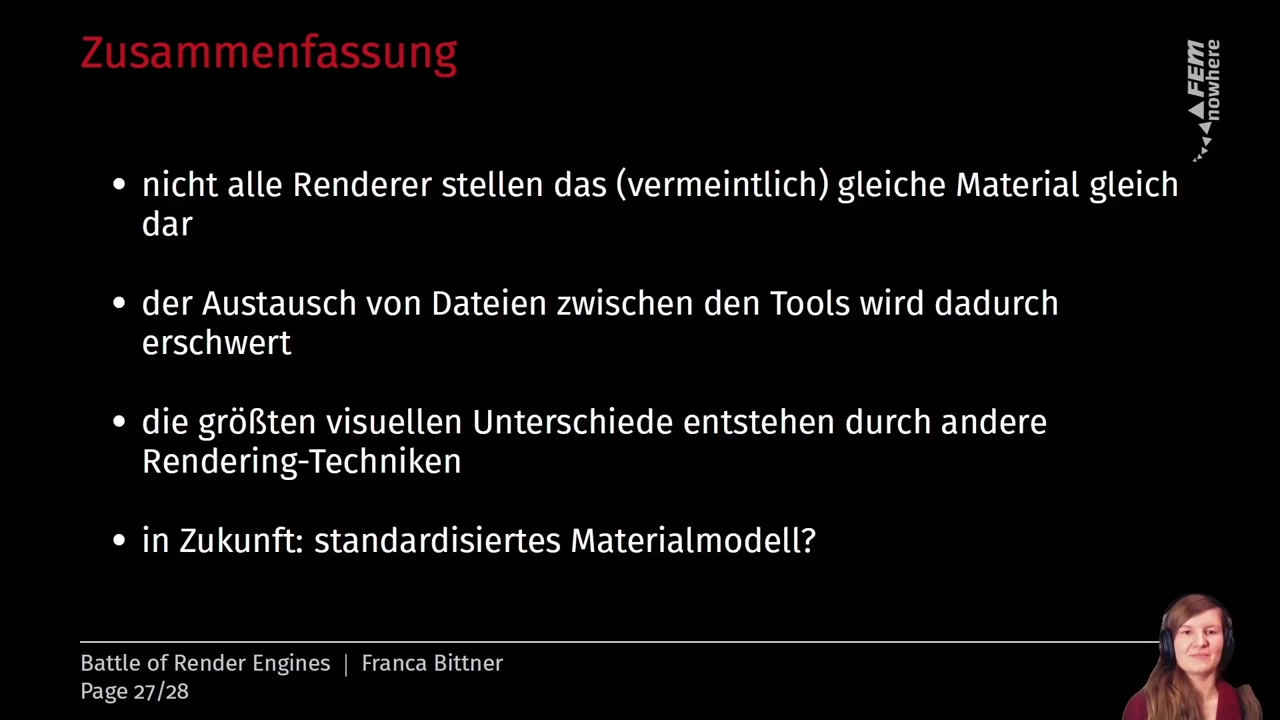 Zusammenfassung
FEM
nowhere
• nicht alle Renderer stellen das (vermeintlich) gleiche Material gleich
dar
• der Austausch von Dateien zwischen den Tools wird dadurch
erschwert
• die größten visuellen Unterschiede entstehen durch andere
Rendering-Techniken
• in Zukunft: standardisiertes Materialmodell?
Battle of Render Engines | Franca Bittner
Page 27/28